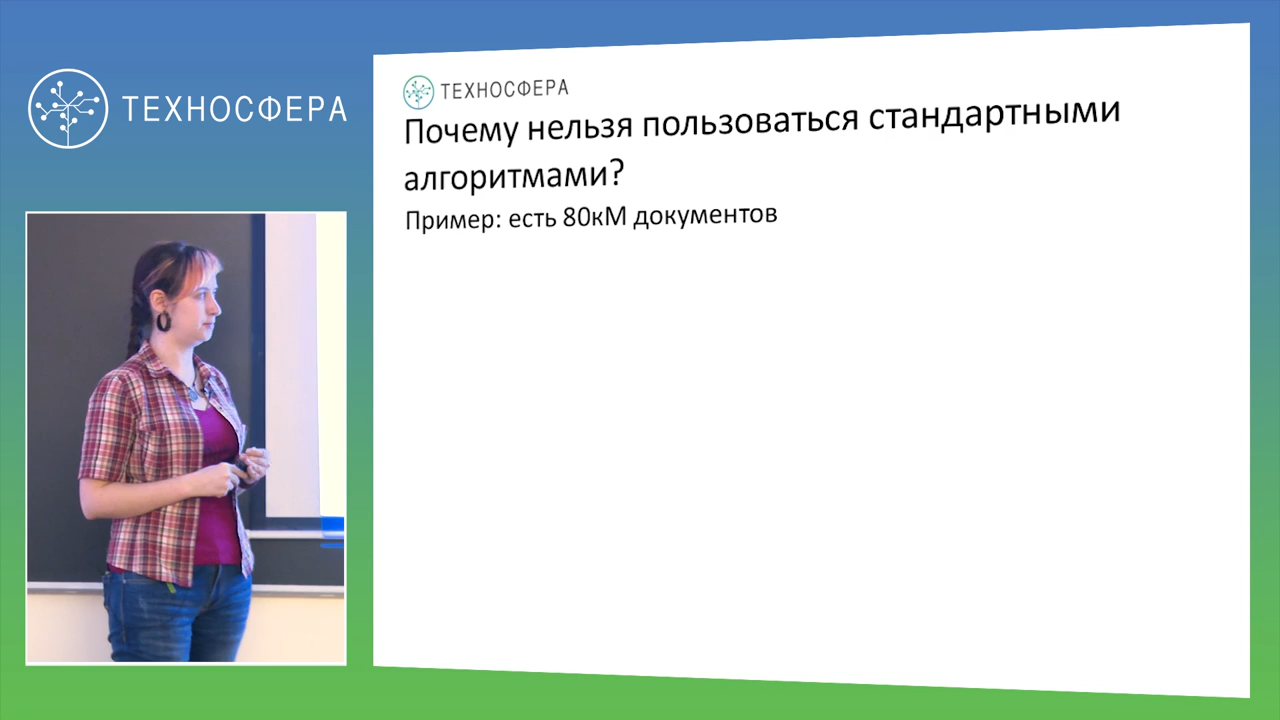 ТЕХНОСФЕРА
ТЕХНОСФЕРА
Почему нельзя пользоваться стандартными
алгоритмами?
Пример: есть 80кМ документов